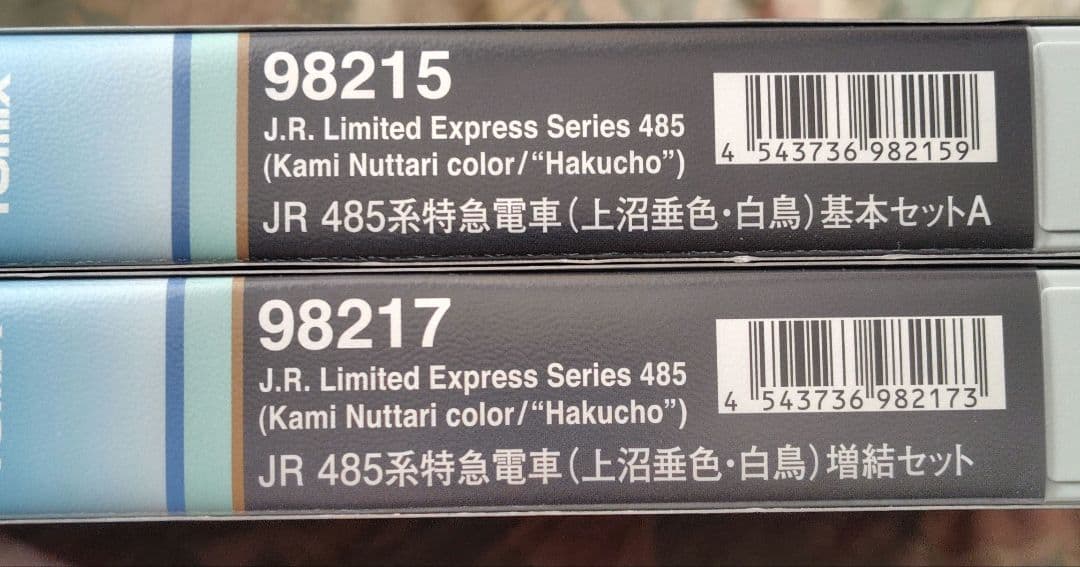 TOMIX
98215
J.R. Limited Express Series 485
(Kami Nuttari color/“Hakucho”)
JR 485系特急電車(上沼垂色・白鳥)基本セットA
4 543736 982159
98217
J.R. Limited Express Series 485
(Kami Nuttari color/“Hakucho”)
JR 485系特急電車(上沼垂色・白鳥)増結セット
4 543736 982173